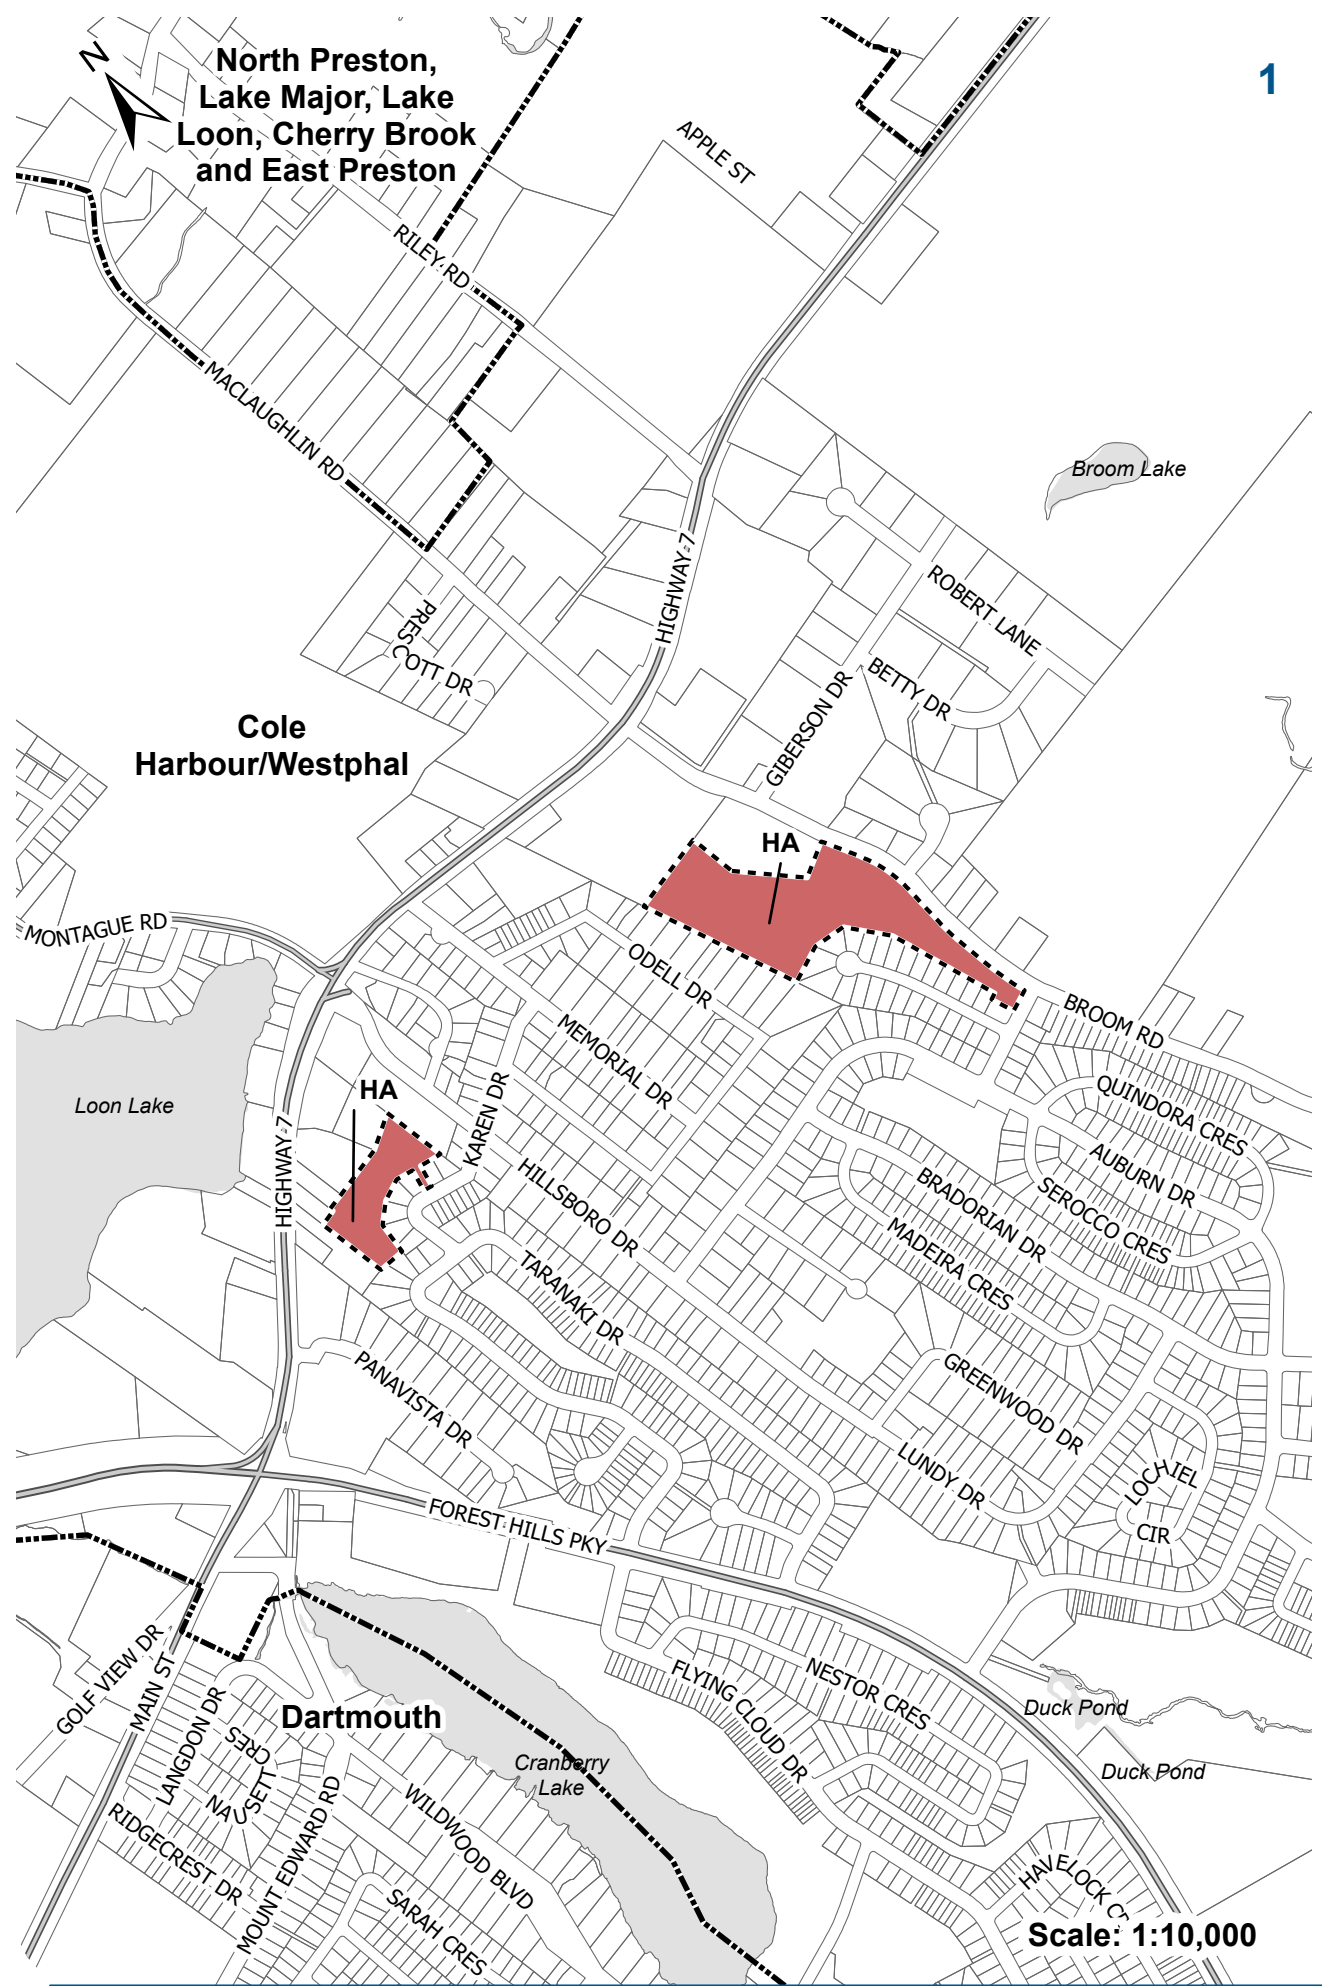 N
North Preston,
Lake Major, Lake
Loon, Cherry Brook
and East Preston
1
APPLE ST
RILEY RD
MACLAUGHLIN RD
Broom Lake
HIGHWAY 7
ROBERT LANE
PRESCOTT DR
BETTY DR
GIBERSON DR
Cole
Harbour/Westphal
HA
MONTAGUE RD
ODELL DR
BROOM RD
MEMORIAL DR
HA
Loon Lake
KAREN DR
QUINDORA CRES
HIGHWAY 7
HILLSBORO DR
AUBURN DR
BRADORIAN DR
SEROCCO CRES
MADEIRA CRES
TARANAKI DR
PANAVISTA DR
GREENWOOD DR
LUNDY DR
LOCHIEL
CIR
FOREST HILLS PKY
GOLF VIEW DR
MAIN ST
LANGDON DR
FLYING CLOUD DR
NESTOR CRES
Duck Pond
Dartmouth
NAUSETT CRES
Cranberry
Lake
Duck Pond
MOUNT EDWARD RD
WILDWOOD BLVD
RIDGECREST DR
SARAH CRES
HAVELOCK CR
Scale: 1:10,000